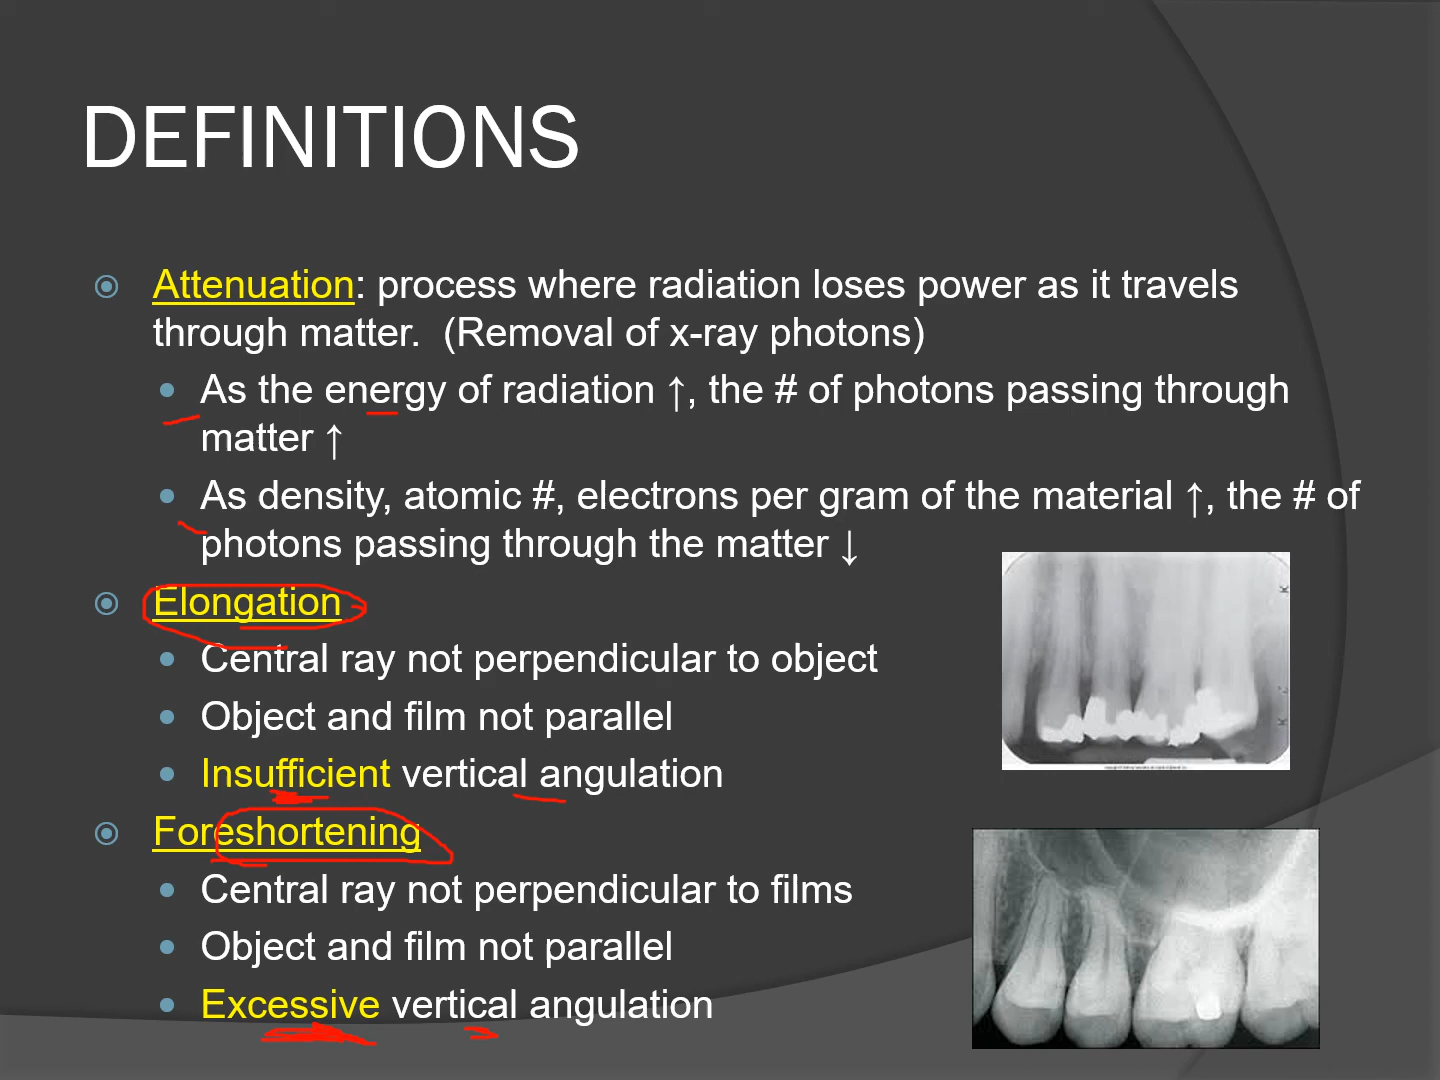 DEFINITIONS
Attenuation: process where radiation loses power as it travels
through matter.  (Removal of x-ray photons)
As the energy of radiation ↑, the # of photons passing through
matter ↑
As density, atomic #, electrons per gram of the material ↑, the # of
photons passing through the matter ↓
Elongation
Central ray not perpendicular to object
Object and film not parallel
Insufficient vertical angulation
Foreshortening
Central ray not perpendicular to films
Object and film not parallel
Excessive vertical angulation